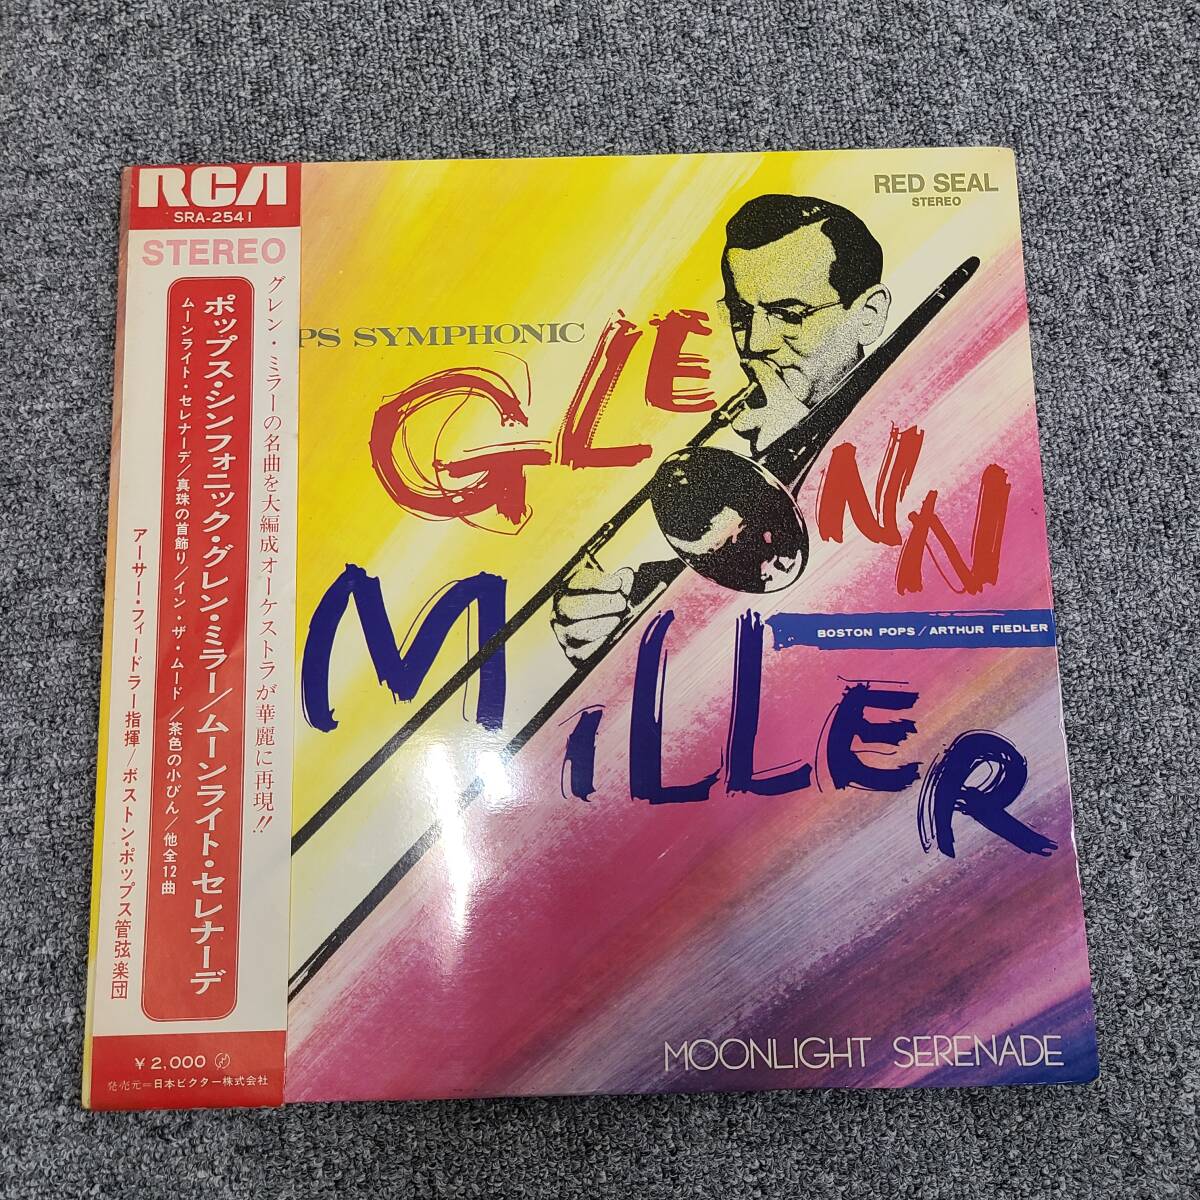 RCA
SRA-2541
STEREO
グレン・ミラーの名曲を大編成オーケストラが華麗に再現!!
ポップス・シンフォニック・グレン・ミラー/ムーンライト・セレナーデ
ムーンライト・セレナーデ/真珠の首飾り/イン・ザ・ムード/茶色の小びん/他全12曲
アーサー・フィードラー指揮/ボストン・ポップス管弦楽団
¥2,000
発売元=日本ビクター株式会社
RED SEAL
STEREO
PS SYMPHONIC
GLENN
MILLER
BOSTON POPS/ARTHUR FIEDLER
MOONLIGHT SERENADE